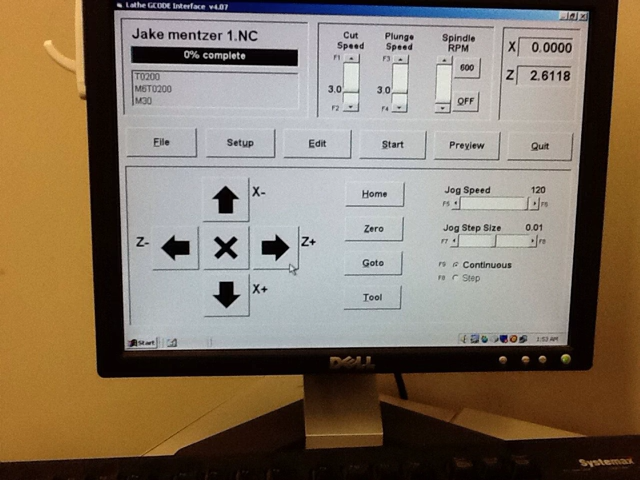 Lathe GCODE Interface v4.07
Jake mentzer 1.NC
0% complete
T0200
M6T0200
M30
Cut Speed
F1
3.0
F2
Plunge Speed
F3
3.0
F4
Spindle RPM
600
OFF
X 0.0000
Z 2.6118
File
Setup
Edit
Start
Preview
Quit
X-
Z-
Z+
X+
Home
Zero
Goto
Tool
Jog Speed 120
F5 F6
Jog Step Size 0.01
F7 F8
F9 Continuous
Step
Start
1:53 AM
DELL
Systemax